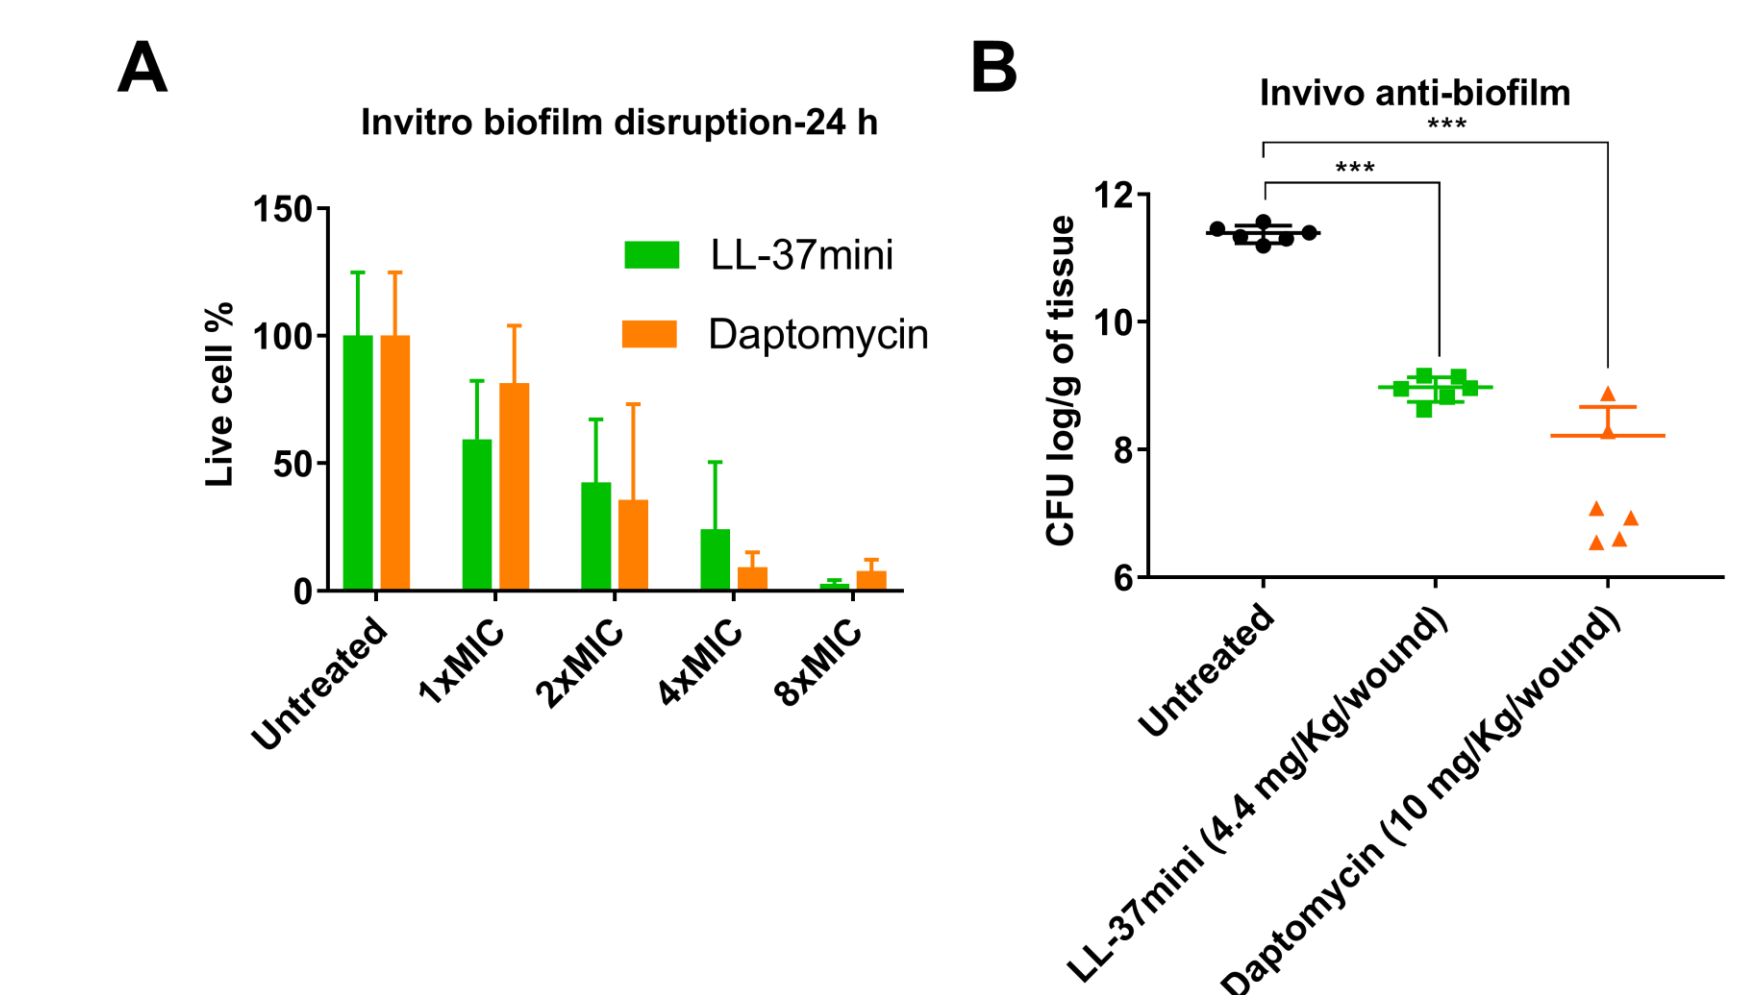 A
Invitro biofilm disruption-24 h
Live cell %
150
100
50
0
LL-37mini
Daptomycin
Untreated
1xMIC
2xMIC
4xMIC
8xMIC
B
Invivo anti-biofilm
***
***
CFU log/g of tissue
12
10
8
6
Untreated
LL-37mini (4.4 mg/Kg/wound)
Daptomycin (10 mg/Kg/wound)